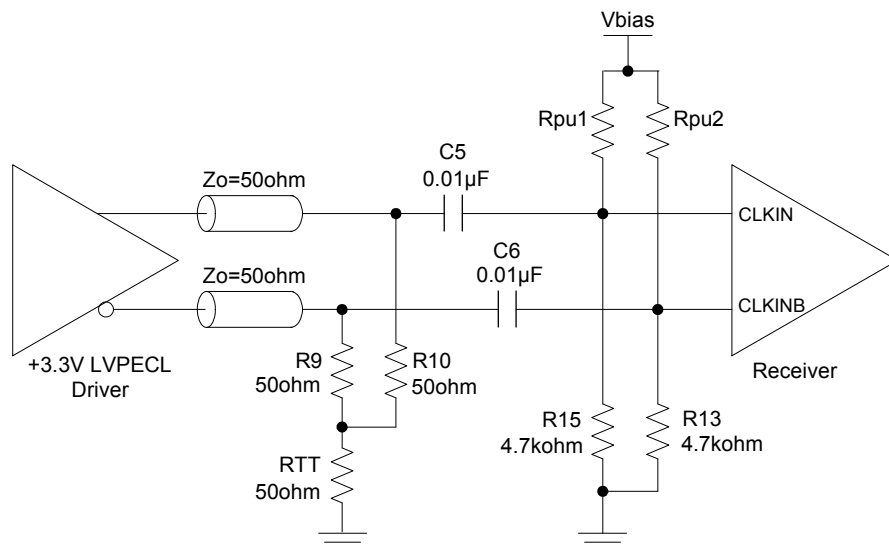 Vbias
Rpu1
Rpu2
C5
0.01µF
Zo=50ohm
CLKIN
C6
0.01µF
Zo=50ohm
CLKINB
+3.3V LVPECL
Driver
R9
50ohm
R10
50ohm
Receiver
R15
4.7kohm
R13
4.7kohm
RTT
50ohm